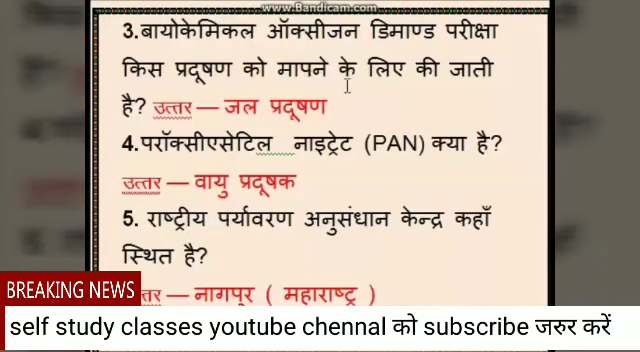 www.Bandicam.com
3.बायोकेमिकल ऑक्सीजन डिमाण्ड परीक्षा
किस प्रदूषण को मापने के लिए की जाती
है? उत्तर — जल प्रदूषण
4.परॉक्सीएसेटिल नाइट्रेट (PAN) क्या है?
उत्तर — वायु प्रदूषक
5. राष्ट्रीय पर्यावरण अनुसंधान केन्द्र कहाँ
स्थित है?
त्तर — नागपुर ( महाराष्ट्र )
BREAKING NEWS
self study classes youtube chennal को subscribe जरुर करें